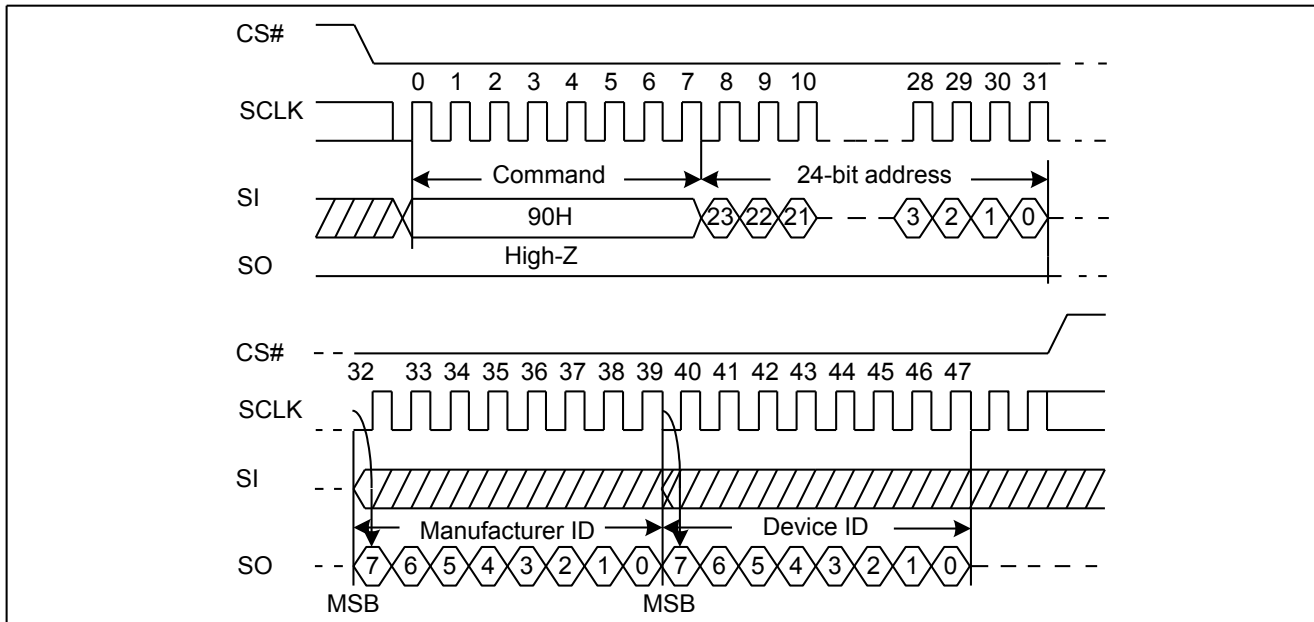 CS#
0 1 2 3 4 5 6 7 8 9 10 28 29 30 31
SCLK
Command 24-bit address
SI
90H 23 22 21 3 2 1 0
High-Z
SO
CS#
32 33 34 35 36 37 38 39 40 41 42 43 44 45 46 47
SCLK
SI
Manufacturer ID Device ID
SO 7 6 5 4 3 2 1 0 7 6 5 4 3 2 1 0
MSB MSB